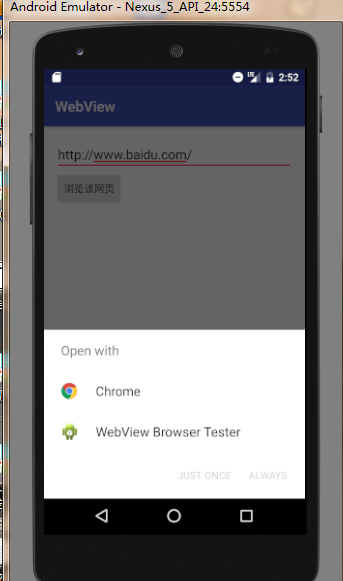 Android Emulator - Nexus_5_API_24:5554
LTE 2:52
WebView
http://www.baidu.com/
浏览该网页
Open with
Chrome
WebView Browser Tester
JUST ONCE ALWAYS